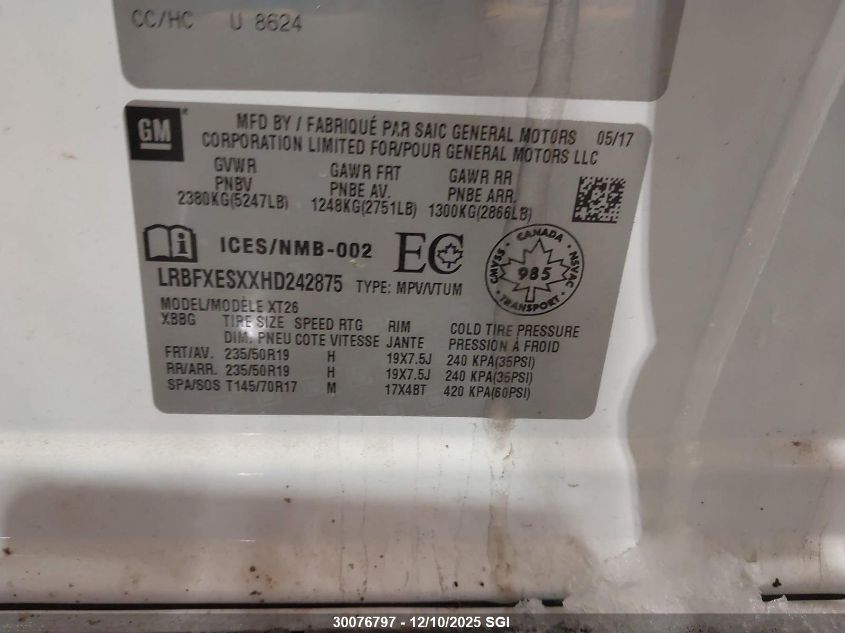 CC/HC U 8624
GM
MFD BY / FABRIQUÉ PAR SAIC GENERAL MOTORS 05/17
CORPORATION LIMITED FOR/POUR GENERAL MOTORS LLC
GVWR GAWR FRT GAWR RR
PNBV PNBE AV. PNBE ARR.
2380KG(5247LB) 1248KG(2751LB) 1300KG(2866LB)
ICES/NMB-002 EC
CANADA CMVSS NSVAC 985 TRANSPORT
LRBFXESXXHD242875 TYPE: MPV/VTUM
MODEL/MODÈLE XT26
XBBG TIRE SIZE SPEED RTG RIM COLD TIRE PRESSURE
DIM. PNEU COTE VITESSE JANTE PRESSION À FROID
FRT/AV. 235/50R19 H 19X7.5J 240 KPA(35PSI)
RR/ARR. 235/50R19 H 19X7.5J 240 KPA(35PSI)
SPA/SOS T145/70R17 M 17X4BT 420 KPA(60PSI)
30076797 - 12/10/2025 SGI